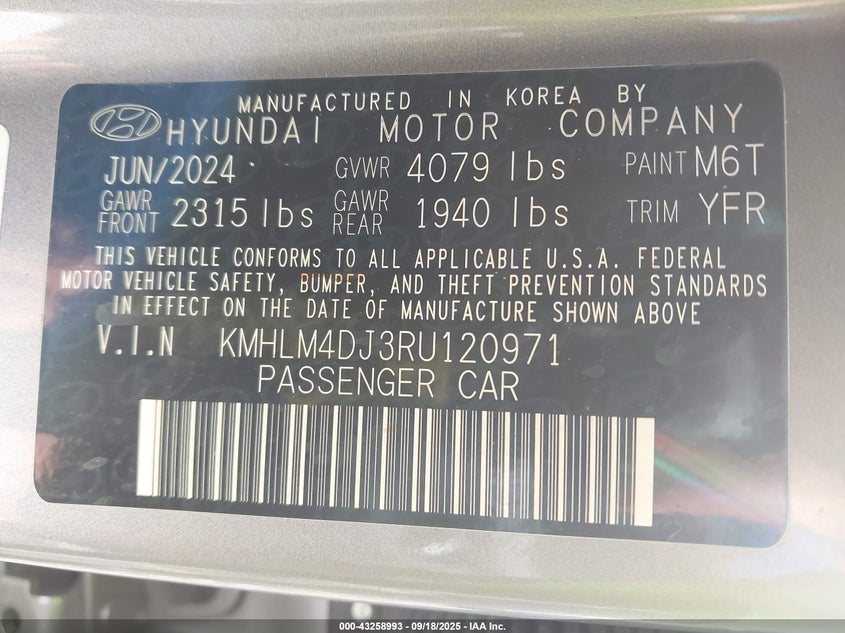 MANUFACTURED IN KOREA BY
HYUNDAI MOTOR COMPANY
JUN/2024 GVWR 4079 lbs PAINT M6T
GAWR FRONT 2315 lbs GAWR REAR 1940 lbs TRIM YFR
THIS VEHICLE CONFORMS TO ALL APPLICABLE U.S.A. FEDERAL
MOTOR VEHICLE SAFETY, BUMPER, AND THEFT PREVENTION STANDARDS
IN EFFECT ON THE DATE OF MANUFACTURE SHOWN ABOVE
V.I.N KMHLM4DJ3RU120971
PASSENGER CAR
000-43258993 - 09/18/2025 - IAA Inc.